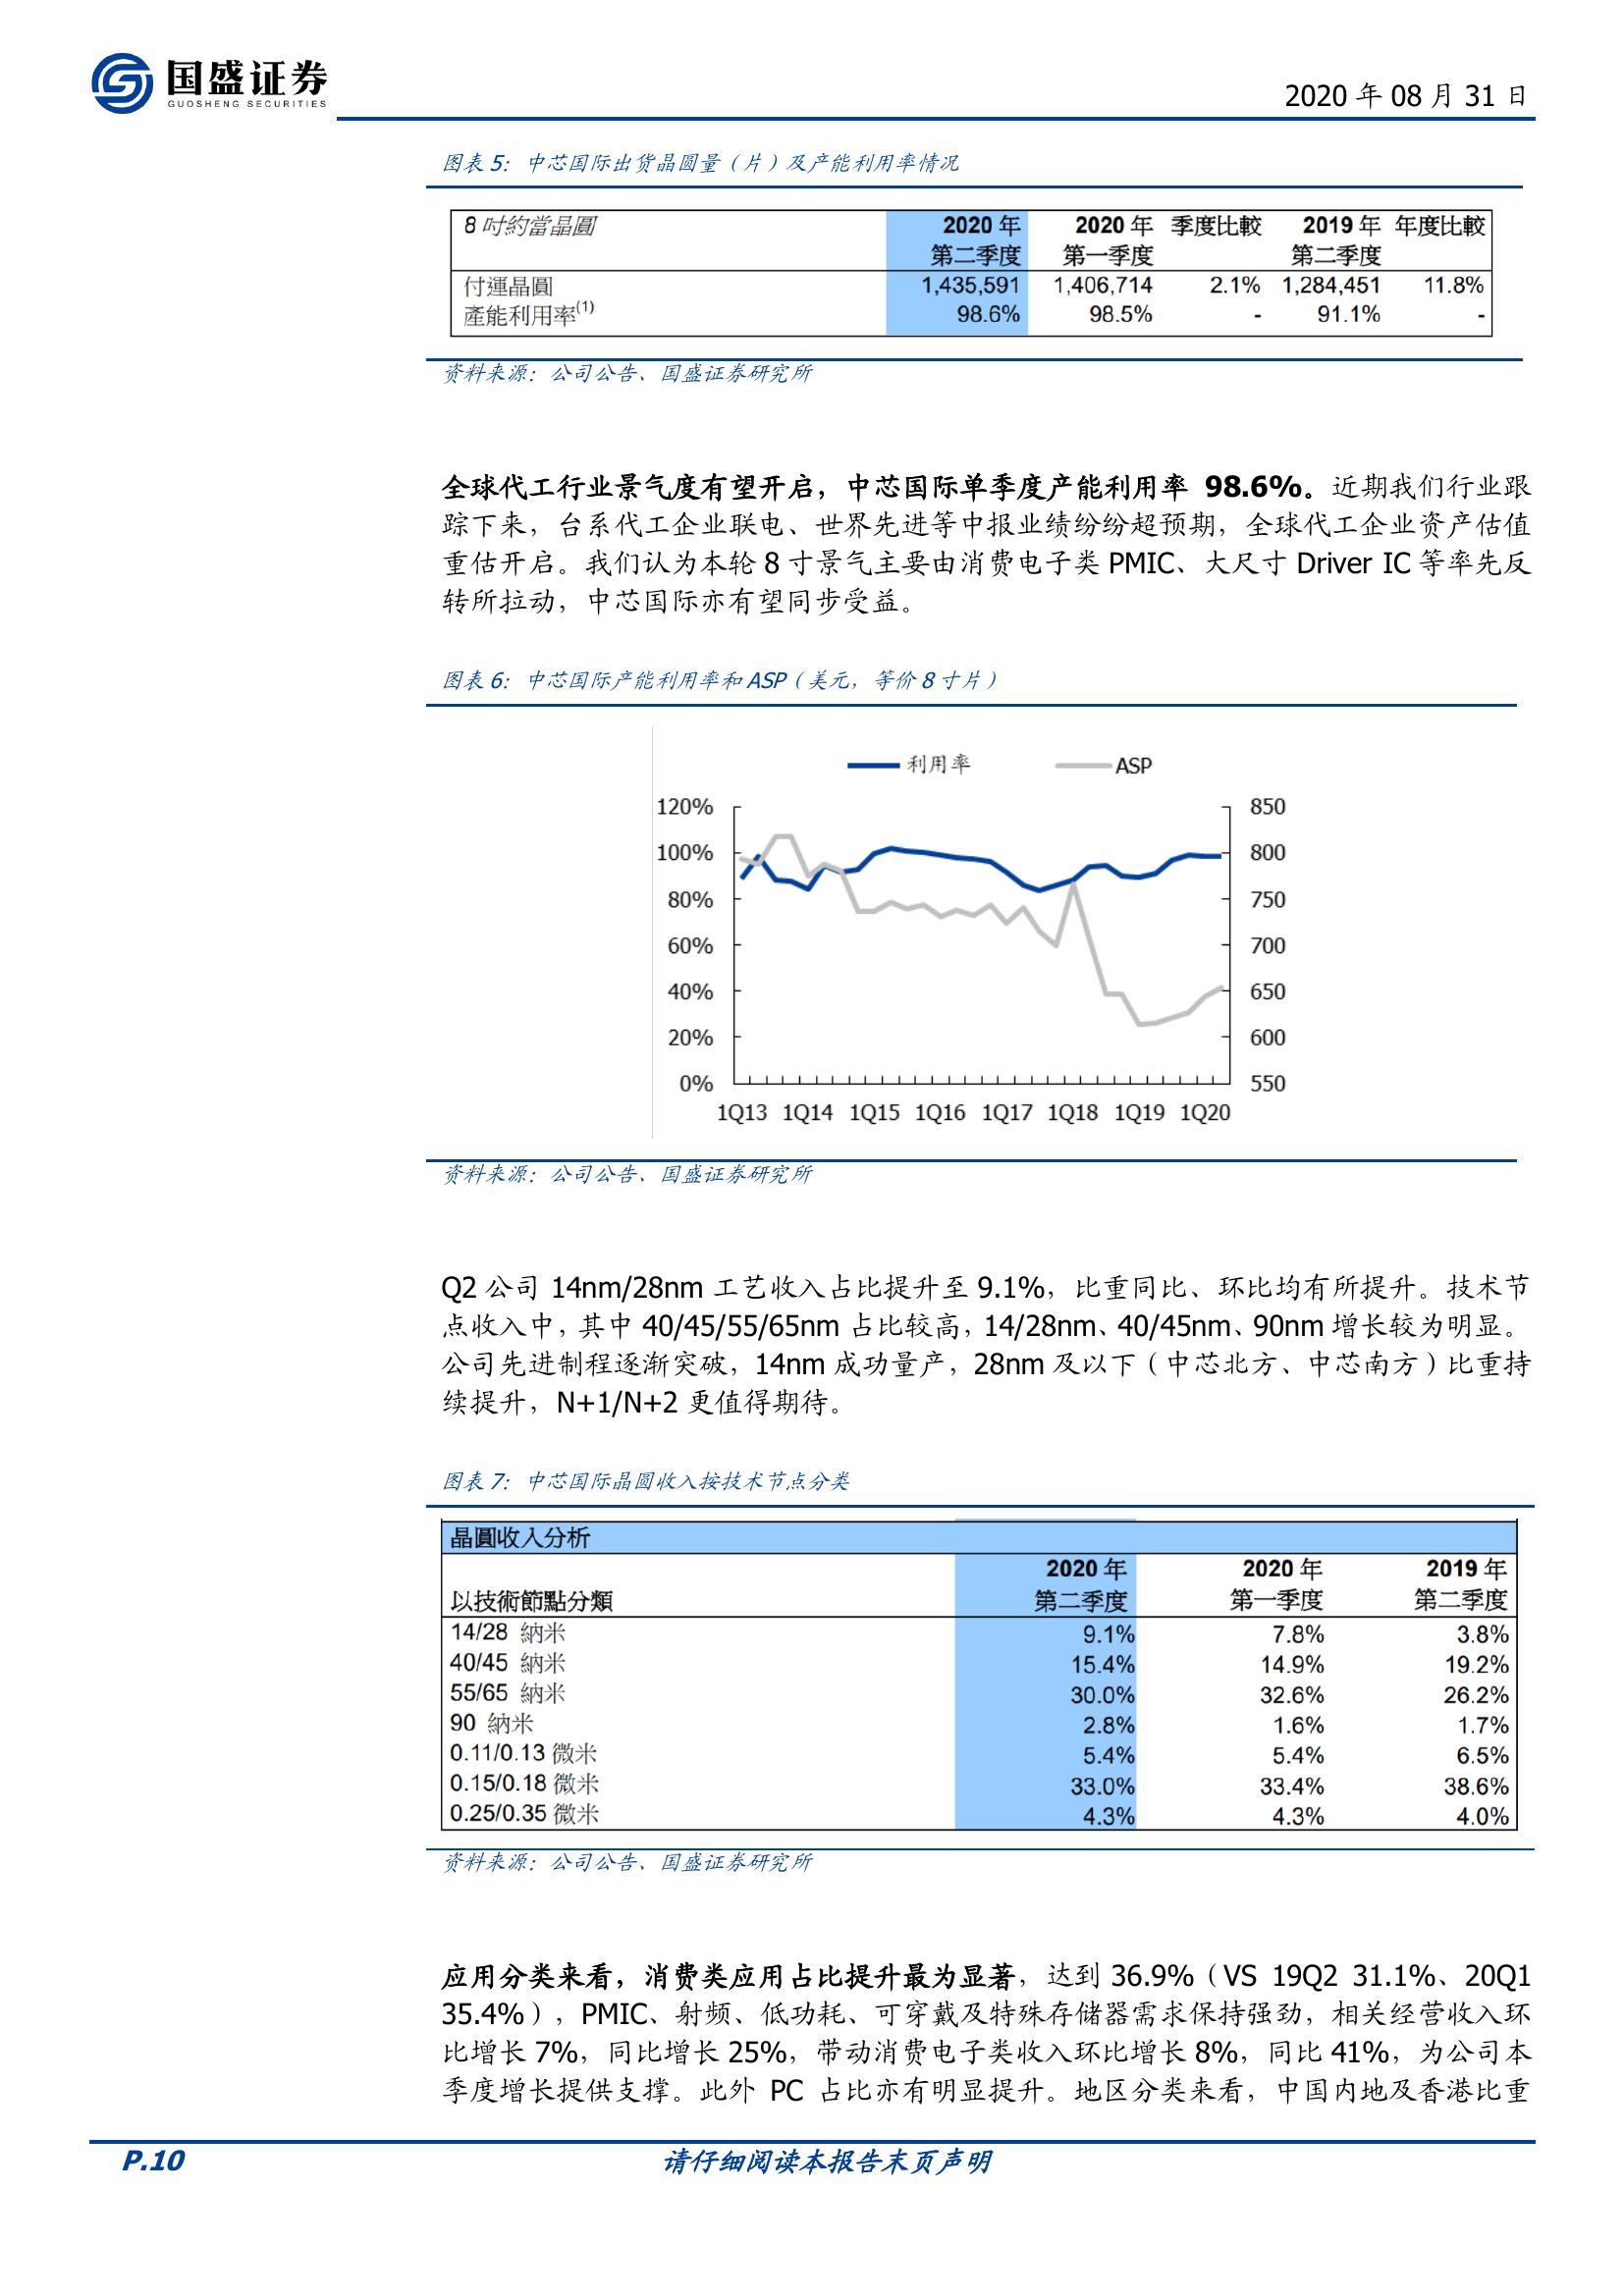 国盛证券
GUOSHENG SECURITIES
2020 年 08 月 31 日
图表 5：中芯国际出货晶圆量（片）及产能利用率情况
8 吋約當晶圓 2020 年 2020 年 季度比較 2019 年 年度比較
第二季度 第一季度 第二季度
付運晶圓 1,435,591 1,406,714 2.1% 1,284,451 11.8%
產能利用率(1) 98.6% 98.5% - 91.1% -
资料来源：公司公告、国盛证券研究所
全球代工行业景气度有望开启，中芯国际单季度产能利用率 98.6%。近期我们行业跟
踪下来，台系代工企业联电、世界先进等中报业绩纷纷超预期，全球代工企业资产估值
重估开启。我们认为本轮 8 寸景气主要由消费电子类 PMIC、大尺寸 Driver IC 等率先反
转所拉动，中芯国际亦有望同步受益。
图表 6：中芯国际产能利用率和 ASP（美元，等价 8 寸片）
利用率 ASP
120% 850
100% 800
80% 750
60% 700
40% 650
20% 600
0% 550
1Q13 1Q14 1Q15 1Q16 1Q17 1Q18 1Q19 1Q20
资料来源：公司公告、国盛证券研究所
Q2 公司 14nm/28nm 工艺收入占比提升至 9.1%，比重同比、环比均有所提升。技术节
点收入中，其中 40/45/55/65nm 占比较高，14/28nm、40/45nm、90nm 增长较为明显。
公司先进制程逐渐突破，14nm 成功量产，28nm 及以下（中芯北方、中芯南方）比重持
续提升，N+1/N+2 更值得期待。
图表 7：中芯国际晶圆收入按技术节点分类
晶圓收入分析
2020 年 2020 年 2019 年
以技術節點分類 第二季度 第一季度 第二季度
14/28 納米 9.1% 7.8% 3.8%
40/45 納米 15.4% 14.9% 19.2%
55/65 納米 30.0% 32.6% 26.2%
90 納米 2.8% 1.6% 1.7%
0.11/0.13 微米 5.4% 5.4% 6.5%
0.15/0.18 微米 33.0% 33.4% 38.6%
0.25/0.35 微米 4.3% 4.3% 4.0%
资料来源：公司公告、国盛证券研究所
应用分类来看，消费类应用占比提升最为显著，达到 36.9%（VS 19Q2 31.1%、20Q1
35.4%），PMIC、射频、低功耗、可穿戴及特殊存储器需求保持强劲，相关经营收入环
比增长 7%，同比增长 25%，带动消费电子类收入环比增长 8%，同比 41%，为公司本
季度增长提供支撑。此外 PC 占比亦有明显提升。地区分类来看，中国内地及香港比重
P.10 请仔细阅读本报告末页声明